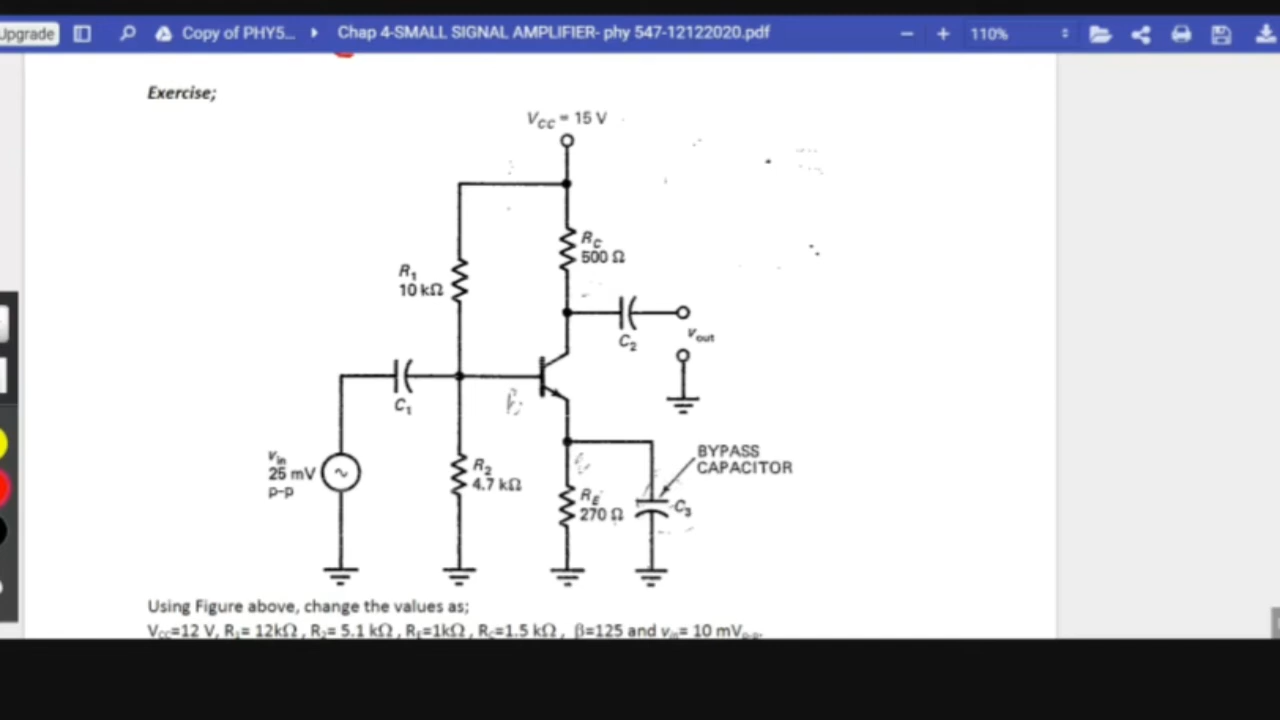 Upgrade
Copy of PHY5... Chap 4-SMALL SIGNAL AMPLIFIER- phy 547-12122020.pdf
110%
Exercise;
VCC = 15 V
RC
500 Ω
R1
10 kΩ
C2
Vout
C1
BYPASS
CAPACITOR
Vin
25 mV
p-p
R2
4.7 kΩ
RE
270 Ω
C3
Using Figure above, change the values as;
Vcc=12 V, R1= 12kΩ , R2= 5.1 kΩ , RE=1kΩ , RC=1.5 kΩ , β=125 and vin= 10 mVp-p.